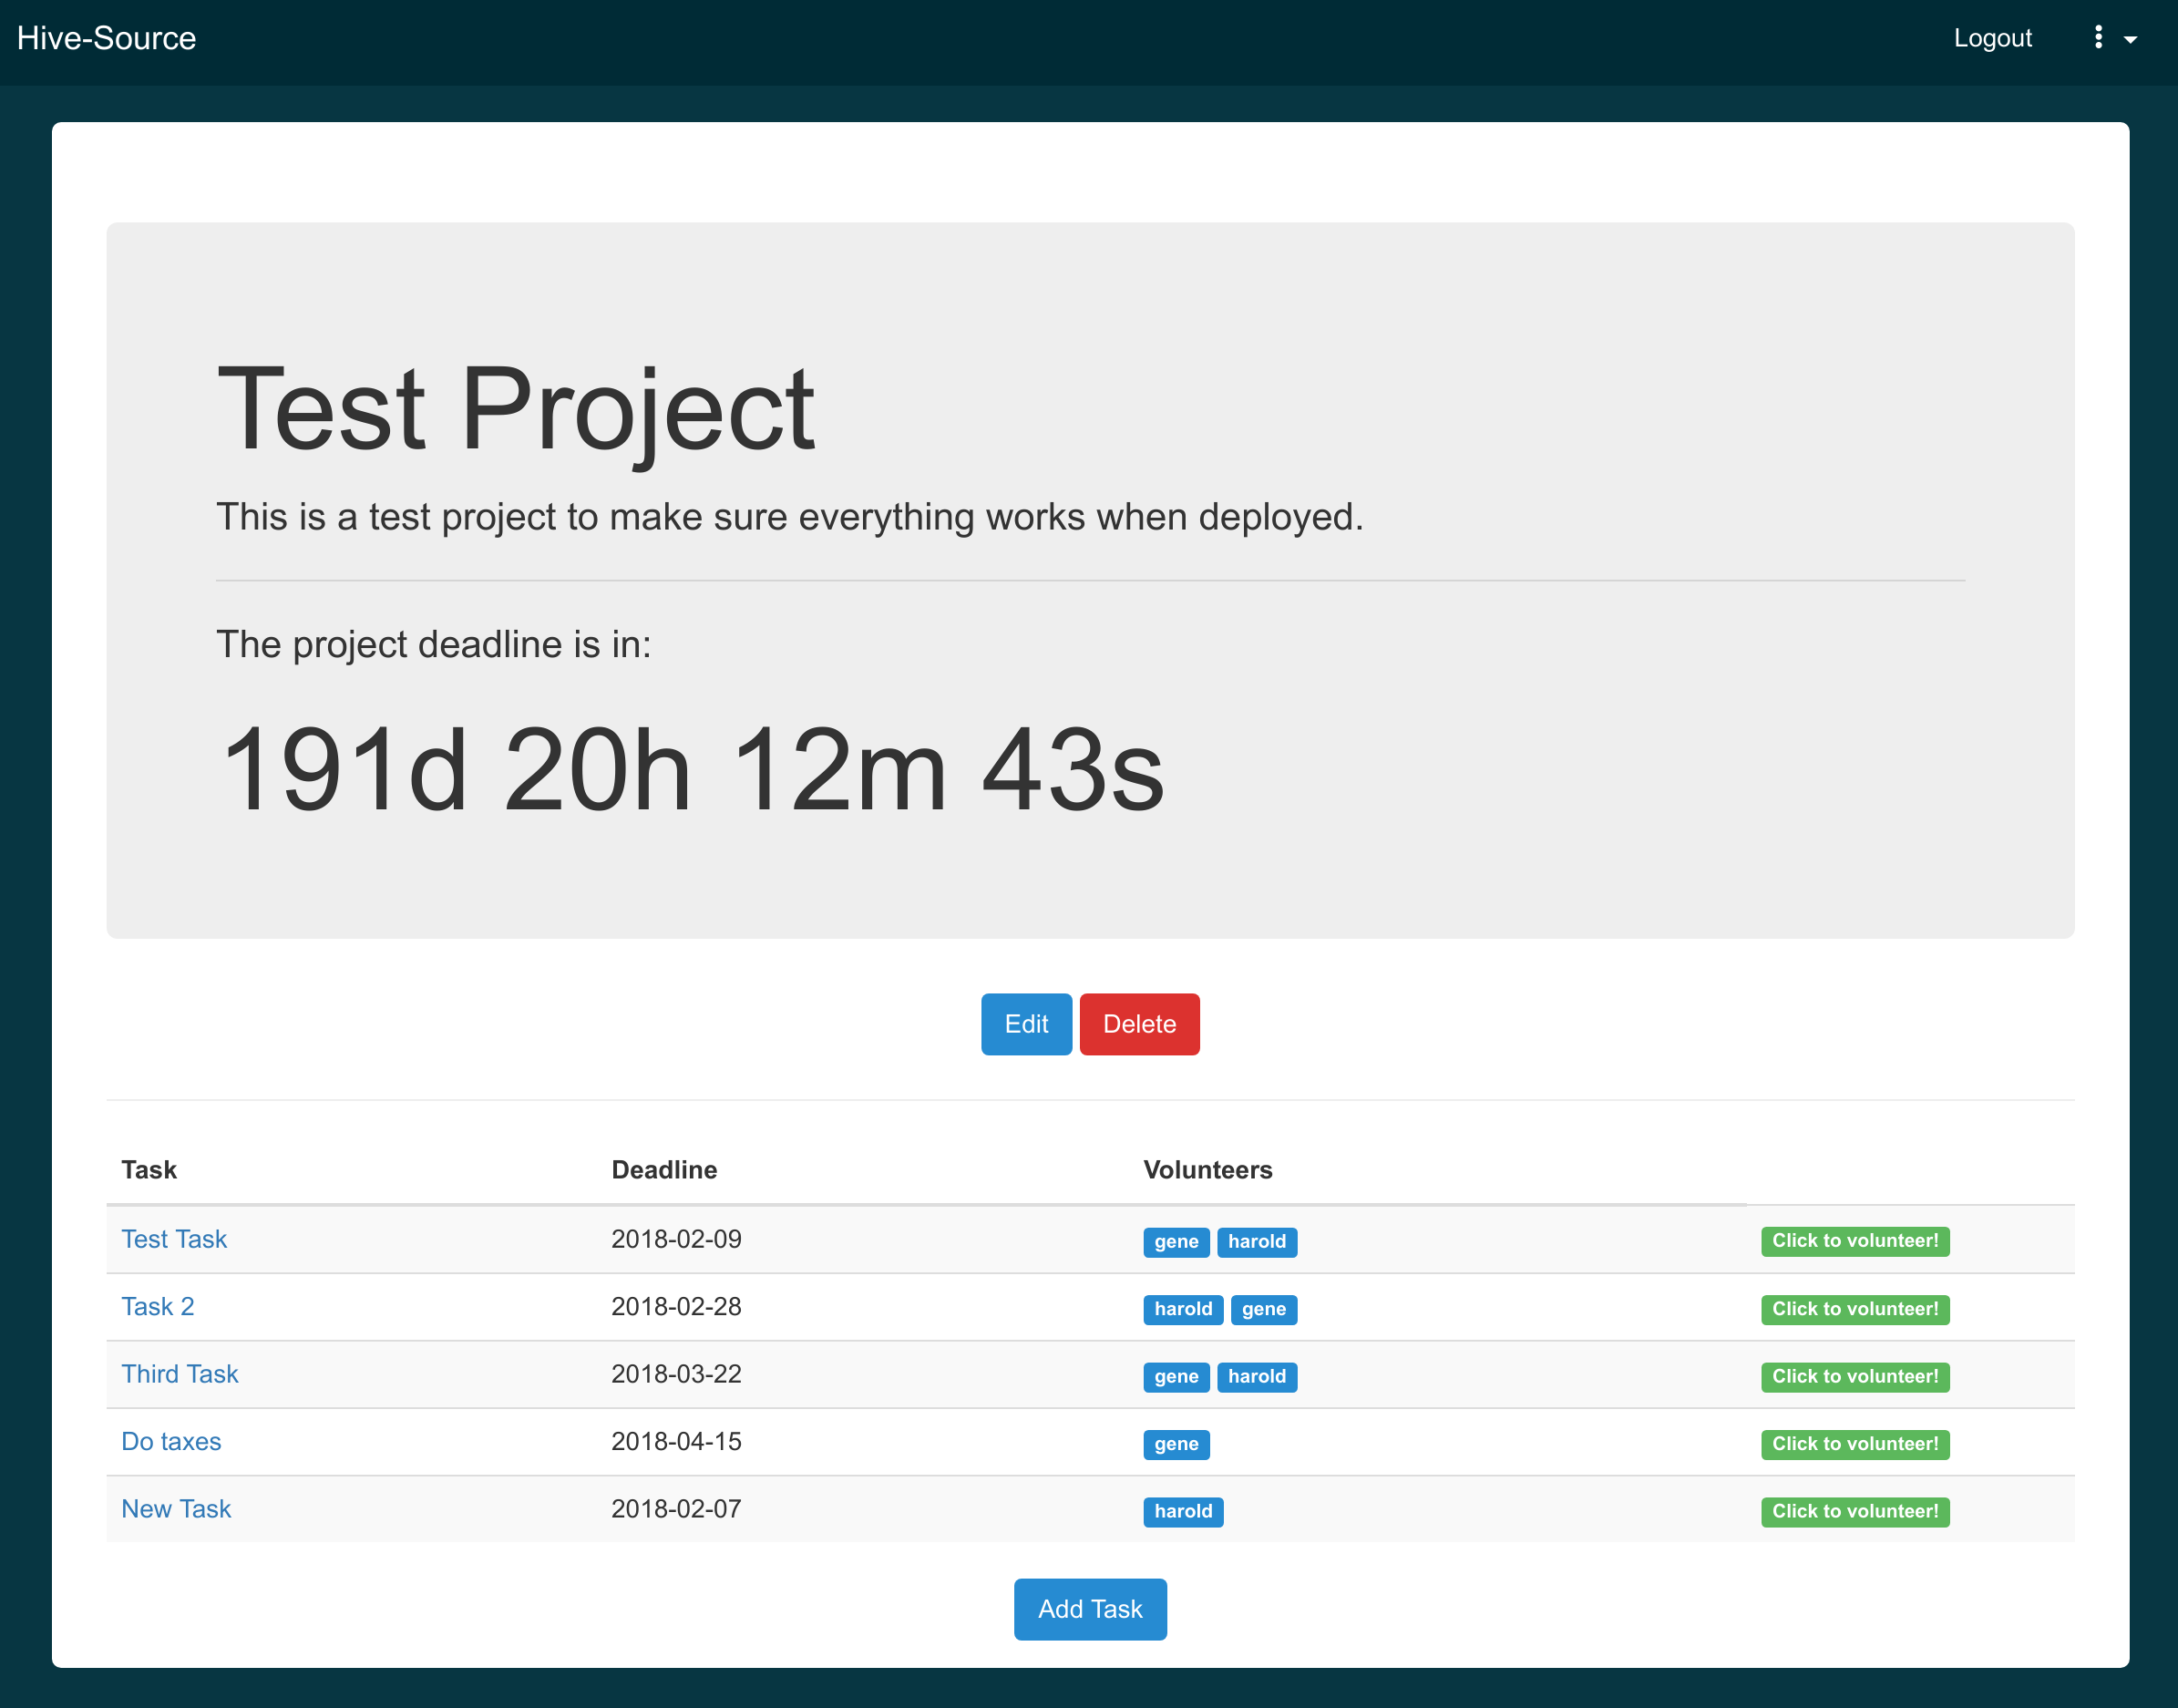 Hive-Source Logout
Test Project
This is a test project to make sure everything works when deployed.
The project deadline is in:
191d 20h 12m 43s
Edit Delete
Task Deadline Volunteers
Test Task 2018-02-09 gene harold Click to volunteer!
Task 2 2018-02-28 harold gene Click to volunteer!
Third Task 2018-03-22 gene harold Click to volunteer!
Do taxes 2018-04-15 gene Click to volunteer!
New Task 2018-02-07 harold Click to volunteer!
Add Task